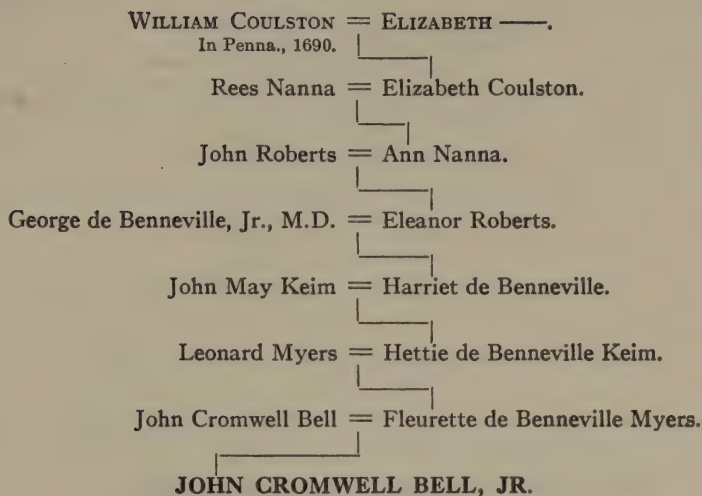 WILLIAM COULSTON = ELIZABETH ——.
In Penna., 1690.
Rees Nanna = Elizabeth Coulston.
John Roberts = Ann Nanna.
George de Benneville, Jr., M.D. = Eleanor Roberts.
John May Keim = Harriet de Benneville.
Leonard Myers = Hettie de Benneville Keim.
John Cromwell Bell = Fleurette de Benneville Myers.
JOHN CROMWELL BELL, JR.